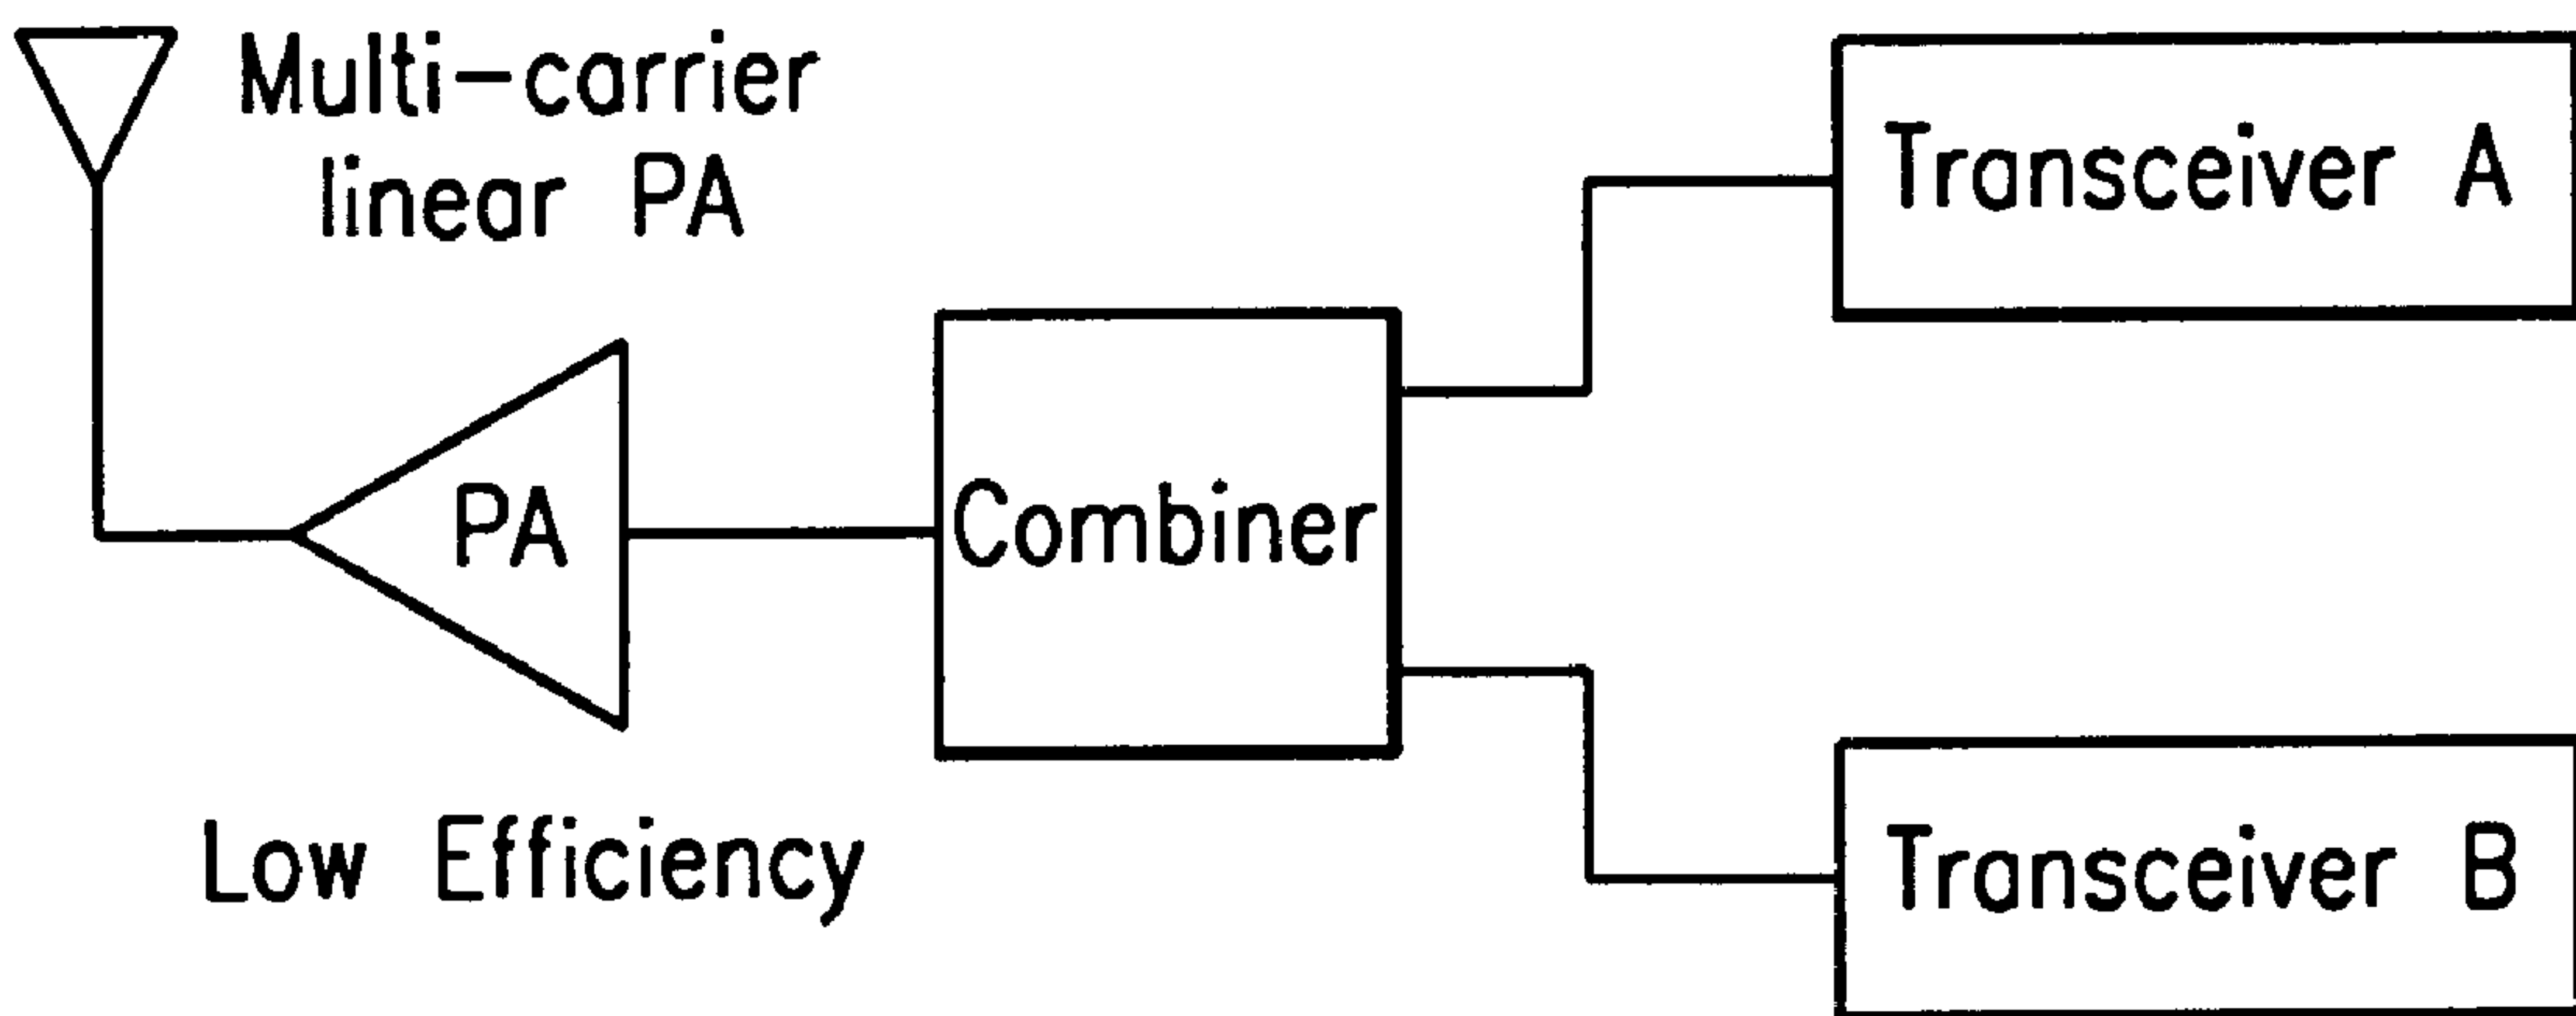 Multi-carrier
linear PA
Transceiver A
PA
Combiner
Low Efficiency
Transceiver B